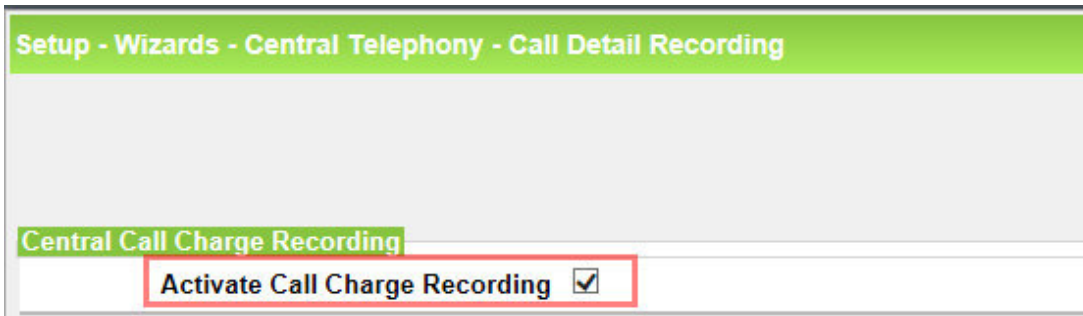 Setup - Wizards - Central Telephony - Call Detail Recording
Central Call Charge Recording
Activate Call Charge Recording